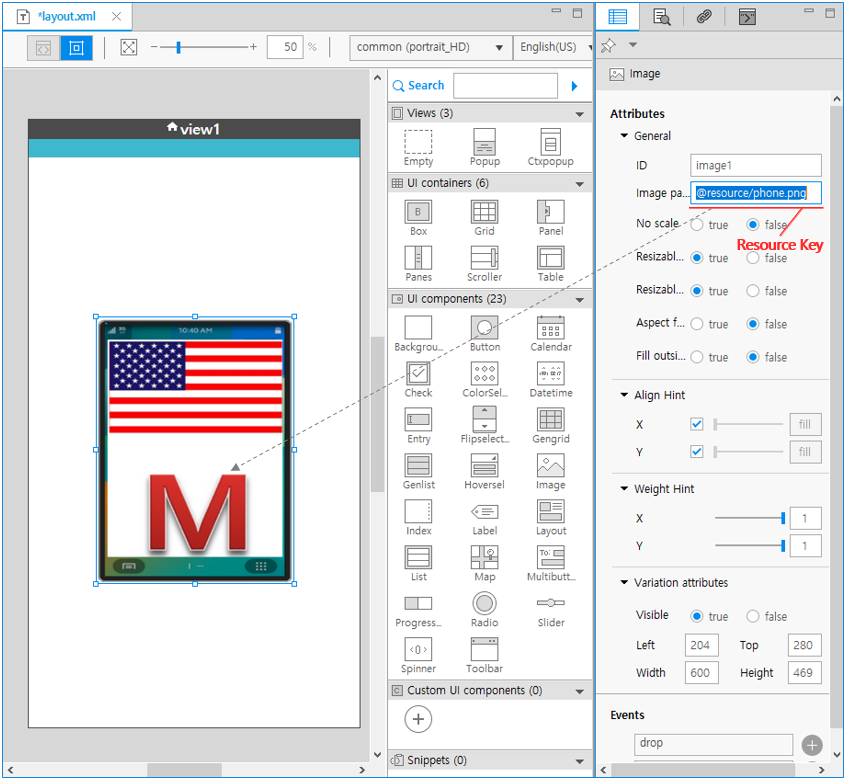 *layout.xml
50 %
common (portrait_HD)
English(US)
view1
10:40 AM
M
Search
Views (3)
Empty Popup Ctxpopup
UI containers (6)
B
Box Grid Panel
Panes Scroller Table
UI components (23)
Backgrou... Button Calendar
Check ColorSel... Datetime
Entry Flipselect... Gengrid
Genlist Hoversel Image
Index Label Layout
To:
List Map Multibutt...
Progress... Radio Slider
Spinner Toolbar
Custom UI components (0)
Snippets (0)
Image
Attributes
General
ID image1
Image pa... @resource/phone.png
No scale true false
Resource Key
Resizabl... true false
Resizabl... true false
Aspect f... true false
Fill outsi... true false
Align Hint
X fill
Y fill
Weight Hint
X 1
Y 1
Variation attributes
Visible true false
Left 204 Top 280
Width 600 Height 469
Events
drop